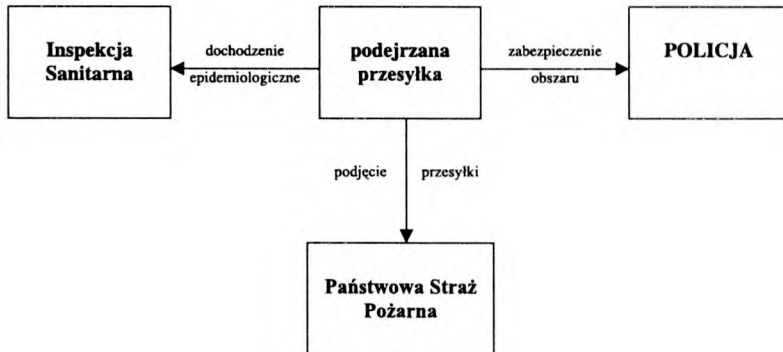 Inspekcja
Sanitarna
dochodzenie
epidemiologiczne
podejrzana
przesyłka
zabezpieczenie
obszaru
POLICJA
podjęcie przesyłki
Państwowa Straż
Pożarna